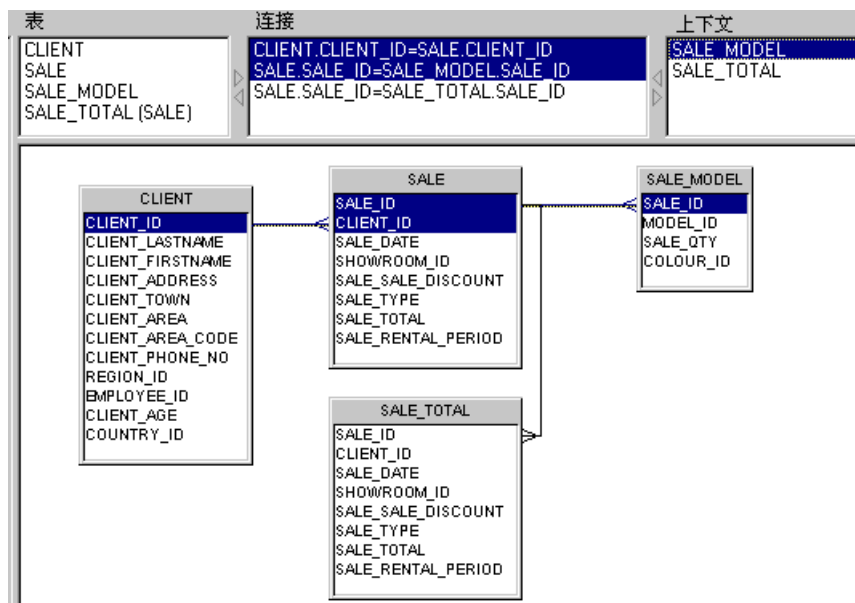 表
连接
上下文
CLIENT
SALE
SALE_MODEL
SALE_TOTAL (SALE)
CLIENT.CLIENT_ID=SALE.CLIENT_ID
SALE.SALE_ID=SALE_MODEL.SALE_ID
SALE.SALE_ID=SALE_TOTAL.SALE_ID
SALE_MODEL
SALE_TOTAL
CLIENT
CLIENT_ID
CLIENT_LASTNAME
CLIENT_FIRSTNAME
CLIENT_ADDRESS
CLIENT_TOWN
CLIENT_AREA
CLIENT_AREA_CODE
CLIENT_PHONE_NO
REGION_ID
EMPLOYEE_ID
CLIENT_AGE
COUNTRY_ID
SALE
SALE_ID
CLIENT_ID
SALE_DATE
SHOWROOM_ID
SALE_SALE_DISCOUNT
SALE_TYPE
SALE_TOTAL
SALE_RENTAL_PERIOD
SALE_MODEL
SALE_ID
MODEL_ID
SALE_QTY
COLOUR_ID
SALE_TOTAL
SALE_ID
CLIENT_ID
SALE_DATE
SHOWROOM_ID
SALE_SALE_DISCOUNT
SALE_TYPE
SALE_TOTAL
SALE_RENTAL_PERIOD